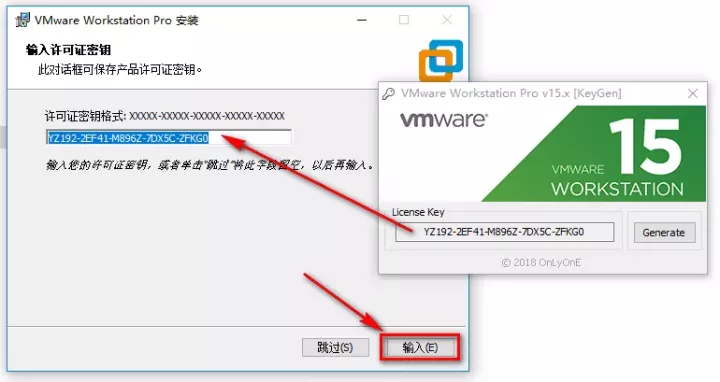 VMware Workstation Pro 安装
输入许可证密钥
此对话框可保存产品许可证密钥。
许可证密钥格式: XXXXX-XXXXX-XXXXX-XXXXX-XXXXX
YZ192-2EF41-M896Z-7DX5C-ZFKG0
输入您的许可证密钥，或者单击“跳过”将此字段留空，以后再输入。
跳过(S)
输入(E)
VMware Workstation Pro v15.x [KeyGen]
vmware®
VMWARE
WORKSTATION
15
License Key
YZ192-2EF41-M896Z-7DX5C-ZFKG0
Generate
© 2018 OnLyOnE